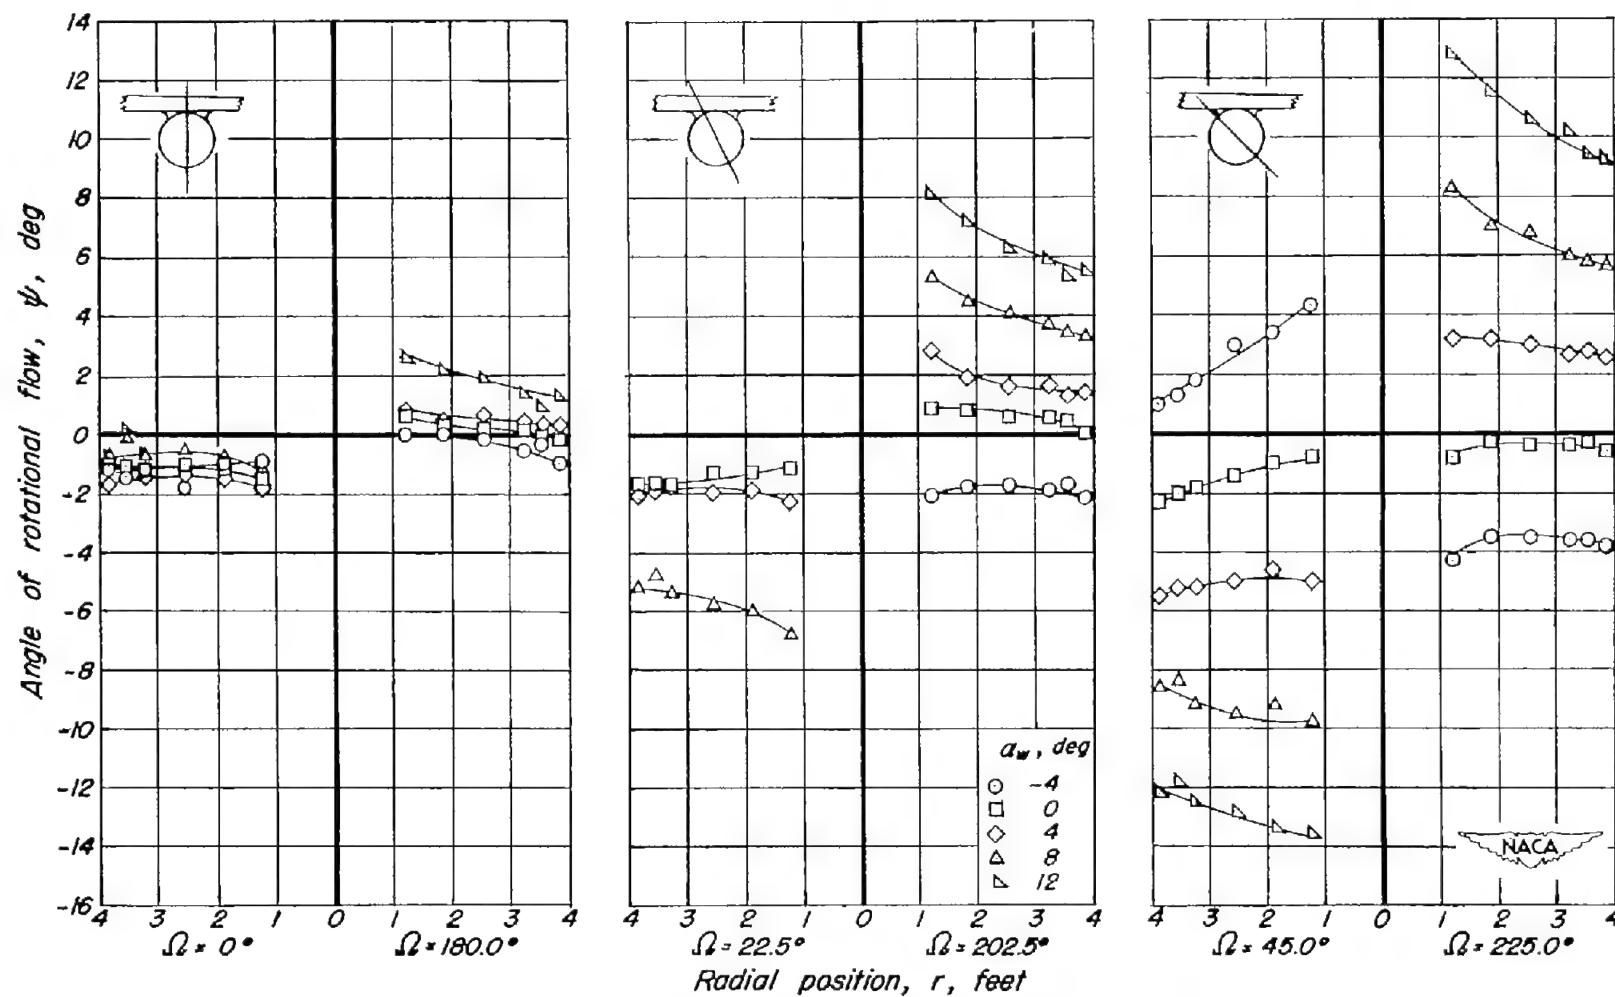 14
12
10
8
6
4
2
0
-2
-4
-6
-8
-10
-12
-14
-16
Angle of rotational flow, ψ, deg
α_w, deg
-4
0
4
8
12
NACA
4 3 2 1 0 1 2 3 4
4 3 2 1 0 1 2 3 4
4 3 2 1 0 1 2 3 4
Ω = 0° Ω = 180.0° Ω = 22.5° Ω = 202.5° Ω = 45.0° Ω = 225.0°
Radial position, r, feet